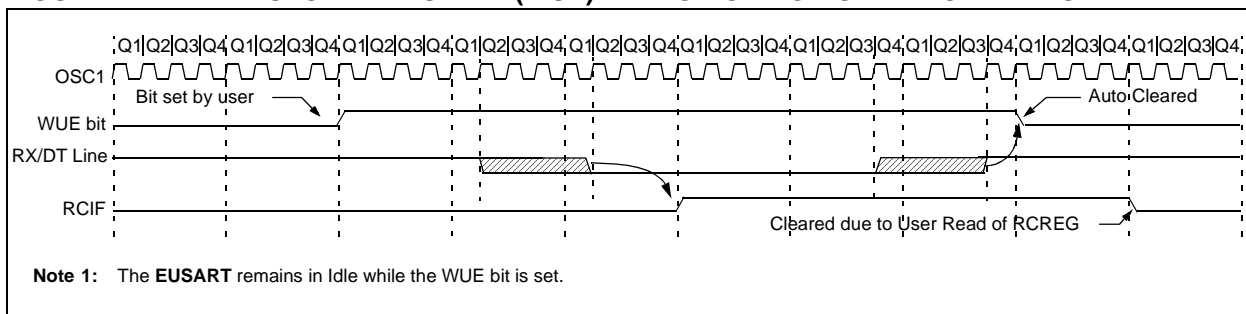 Q1|Q2|Q3|Q4|Q1|Q2|Q3|Q4|Q1|Q2|Q3|Q4|Q1|Q2|Q3|Q4|Q1|Q2|Q3|Q4|Q1|Q2|Q3|Q4|Q1|Q2|Q3|Q4|Q1|Q2|Q3|Q4|Q1|Q2|Q3|Q4|Q1|Q2|Q3|Q4
OSC1
Bit set by user
Auto Cleared
WUE bit
RX/DT Line
RCIF
Cleared due to User Read of RCREG
Note 1: The EUSART remains in Idle while the WUE bit is set.